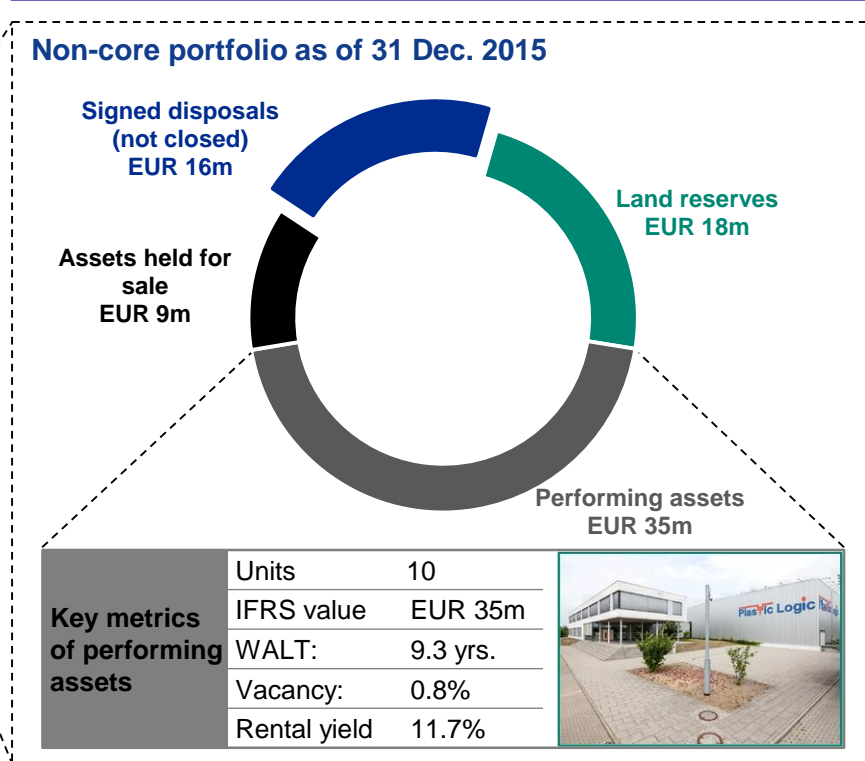 Non-core portfolio as of 31 Dec. 2015
Signed disposals
(not closed)
EUR 16m
Land reserves
EUR 18m
Assets held for
sale
EUR 9m
Performing assets
EUR 35m
Key metrics
of performing
assets
Units 10
IFRS value EUR 35m
WALT: 9.3 yrs.
Vacancy: 0.8%
Rental yield 11.7%
Plastic Logic